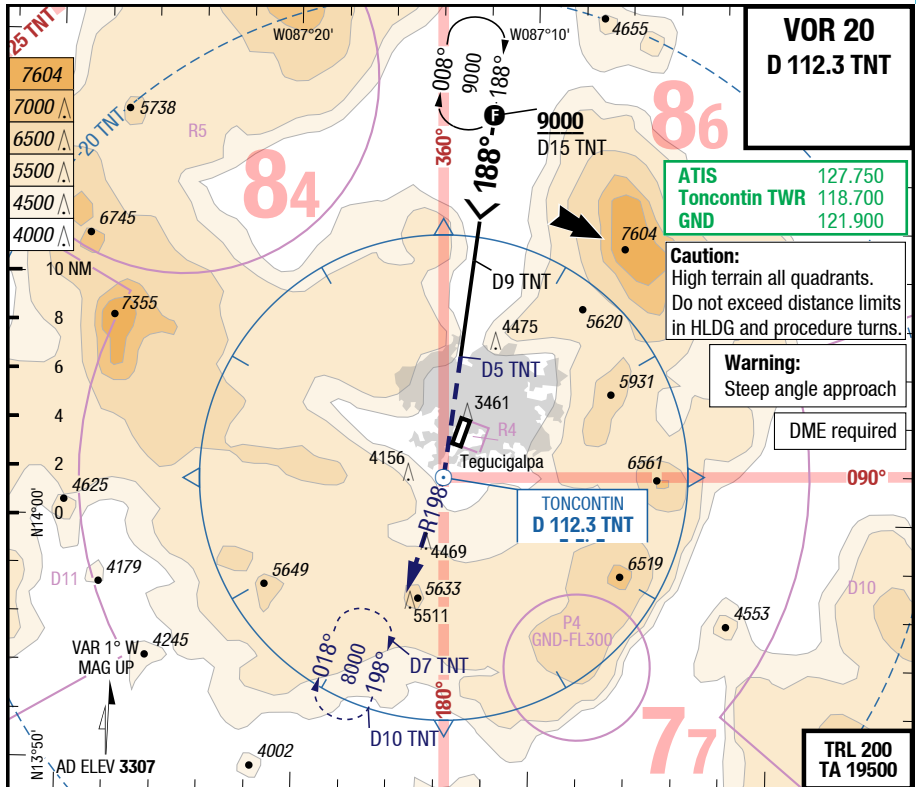 25 TNT
W087°20'
W087°10'
4655
VOR 20
D 112.3 TNT
7604
7000
6500
5500
4500
4000
5738
20 TNT
R5
008°
9000
188°
F
9000
D15 TNT
360°
188°
84
86
ATIS 127.750
Toncontin TWR 118.700
GND 121.900
6745
7604
Caution:
High terrain all quadrants.
Do not exceed distance limits
in HLDG and procedure turns.
10 NM
D9 TNT
7355
8
5620
4475
6
D5 TNT
5931
Warning:
Steep angle approach
4
3461
R4
DME required
4156
Tegucigalpa
2
6561
090°
4625
0
N14°00'
R198
TONCONTIN
D 112.3 TNT
4469
4179
D11
5649
5633
5511
6519
D10
4553
P4
GND-FL300
VAR 1° W
MAG UP
4245
018°
8000
198°
D7 TNT
180°
D10 TNT
77
N13°50'
AD ELEV 3307
4002
TRL 200
TA 19500